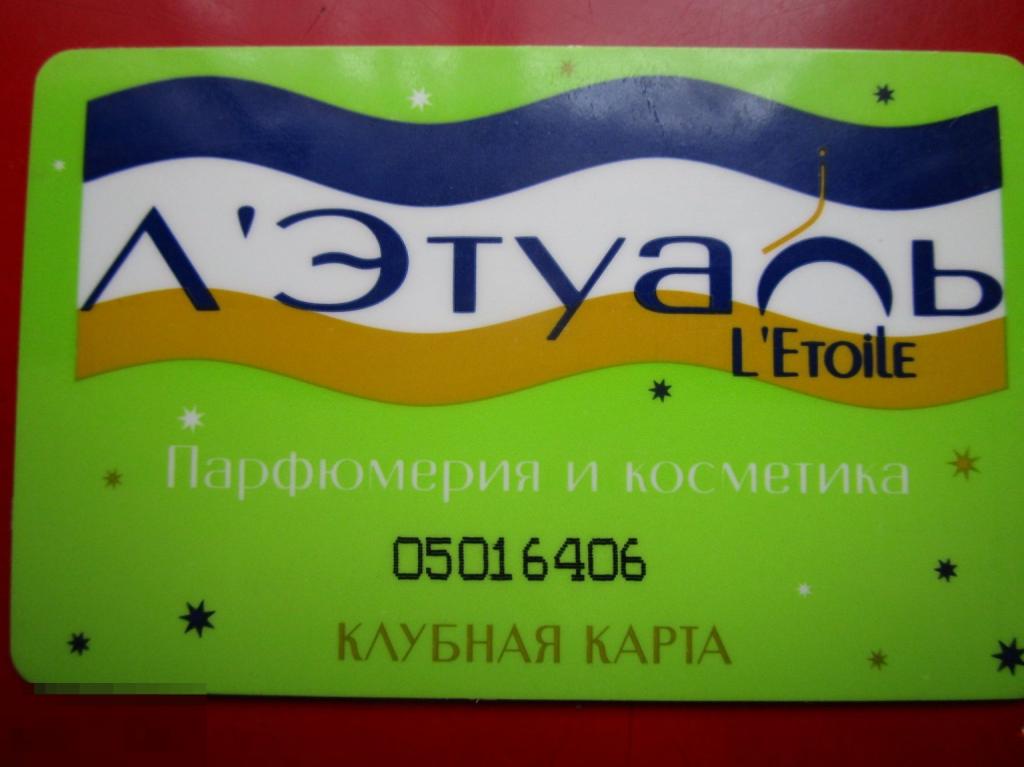 Л'Этуаль
L'Etoile
Парфюмерия и косметика
05016406
КЛУБНАЯ КАРТА